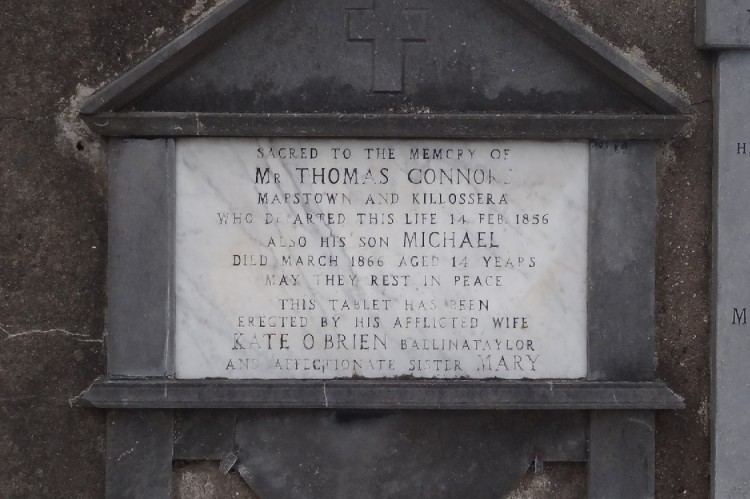 SACRED TO THE MEMORY OF
MR THOMAS CONNORS
MAPSTOWN AND KILLOSSERA
WHO DEPARTED THIS LIFE 14 FEB. 1856
ALSO HIS SON MICHAEL
DIED MARCH 1866 AGED 14 YEARS
MAY THEY REST IN PEACE
THIS TABLET HAS BEEN
ERECTED BY HIS AFFLICTED WIFE
KATE O'BRIEN BALLINATAYLOR
AND AFFECTIONATE SISTER MARY